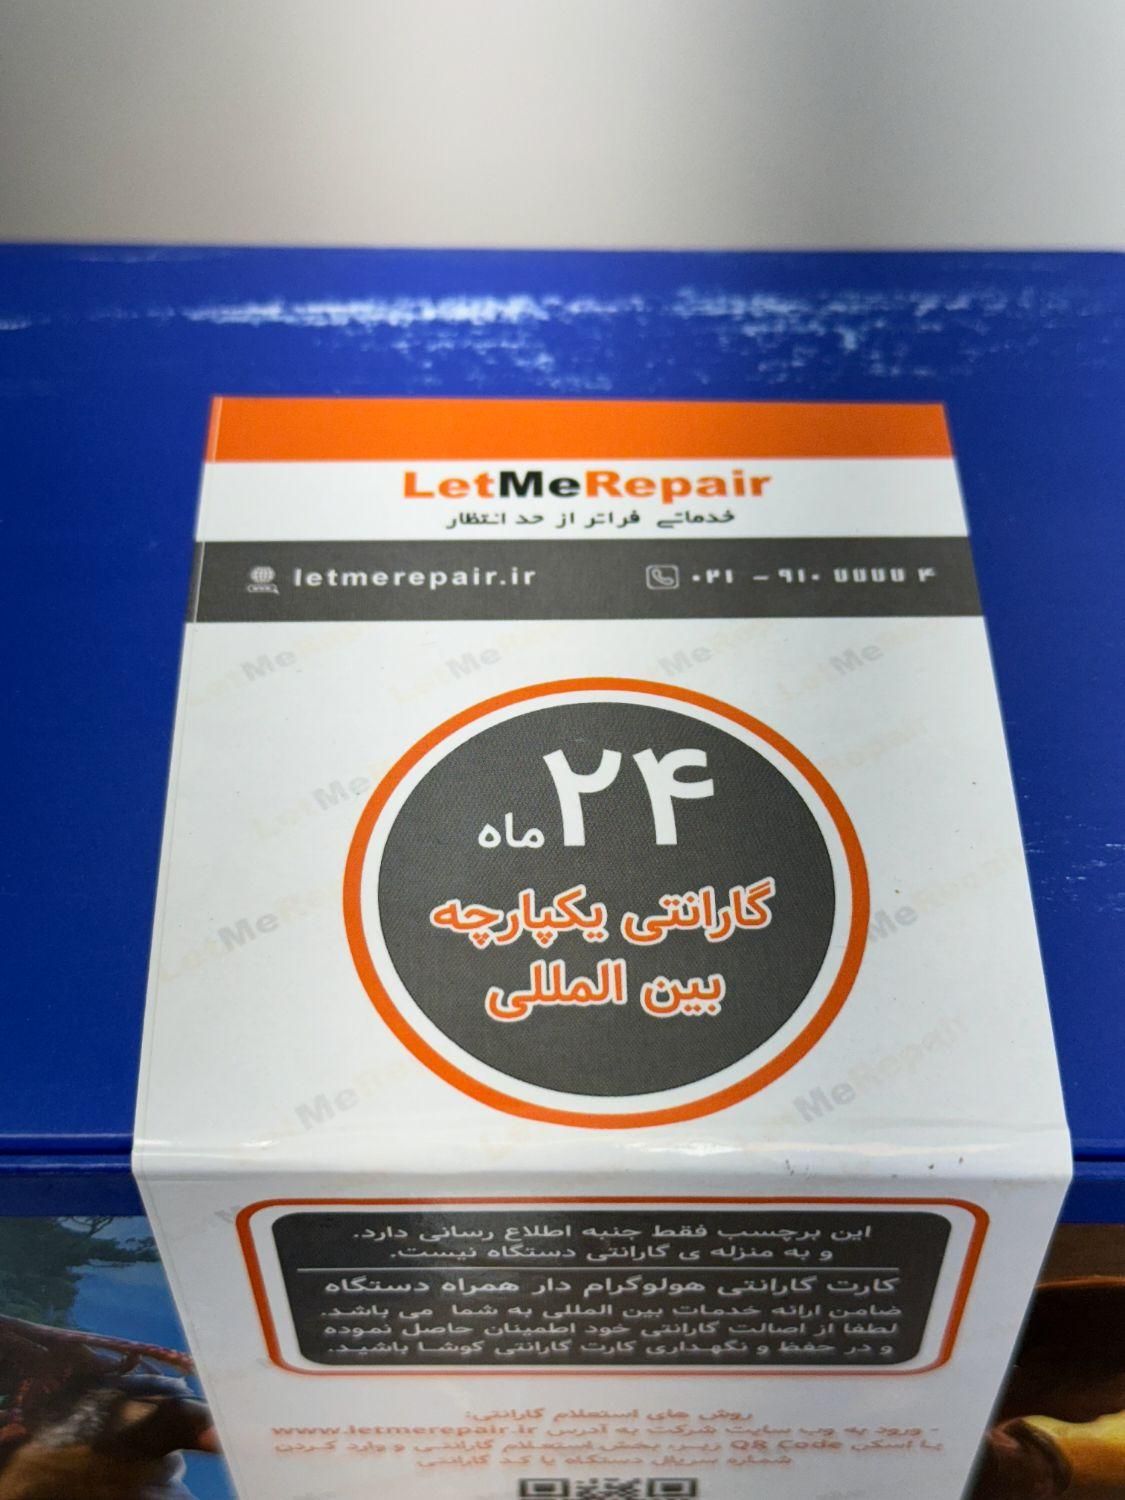 LetMeRepair
خدماتی فراتر از حد انتظار
letmerepair.ir
۰۲۱ - ۹۱۰ ۷۷۷۷ ۴
۲۴ ماه
گارانتی یکپارچه
بین المللی
این برچسب فقط جنبه اطلاع رسانی دارد.
و به منزله ی گارانتی دستگاه نیست.
کارت گارانتی هولوگرام دار همراه دستگاه
ضامن ارائه خدمات بین المللی به شما می باشد.
لطفا از اصالت گارانتی خود اطمینان حاصل نموده
و در حفظ و نگهداری کارت گارانتی کوشا باشید.
روش های استعلام گارانتی:
- ورود به وب سایت شرکت به آدرس www.letmerepair.ir
یا اسکن QR Code زیر، بخش استعلام گارانتی و وارد کردن
شماره سریال دستگاه یا کد گارانتی